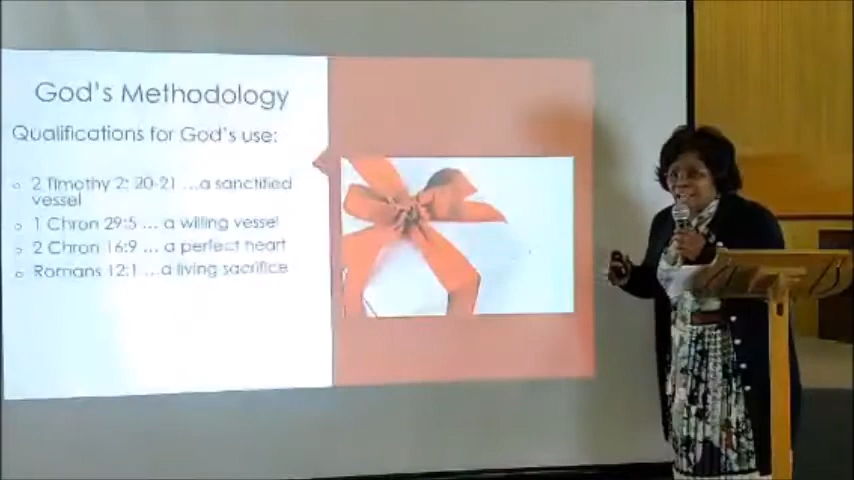 God's Methodology
Qualifications for God's use:
2 Timothy 2: 20-21 ...a sanctified
vessel
1 Chron 29:5 ... a willing vessel
2 Chron 16:9 ... a perfect heart
Romans 12:1 ...a living sacrifice